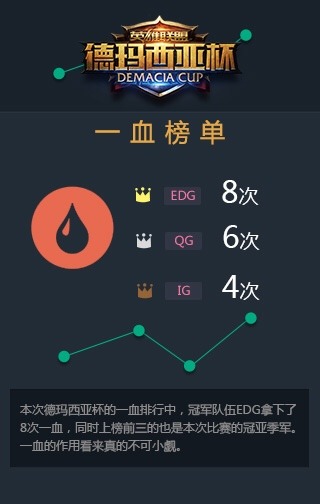 英雄联盟
德玛西亚杯
DEMACIA CUP
一血榜单
EDG 8次
QG 6次
IG 4次
本次德玛西亚杯的一血排行中，冠军队伍EDG拿下了
8次一血，同时上榜前三的也是本次比赛的冠亚季军。
一血的作用看来真的不可小觑。